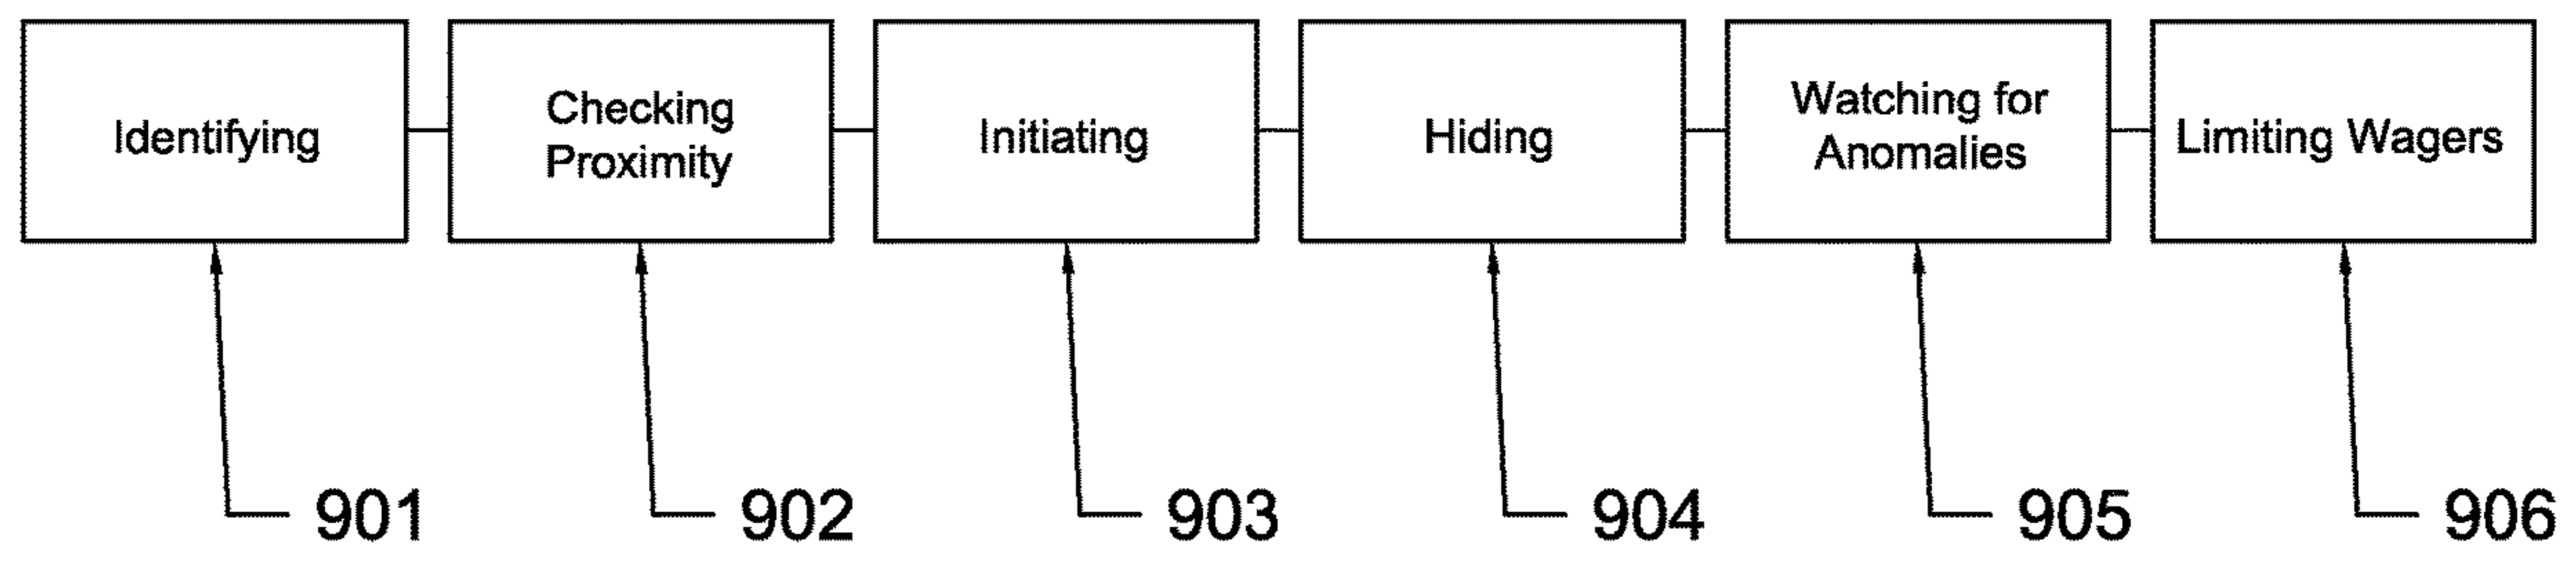 Identifying
Checking
Proximity
Initiating
Hiding
Watching for
Anomalies
Limiting Wagers
901
902
903
904
905
906